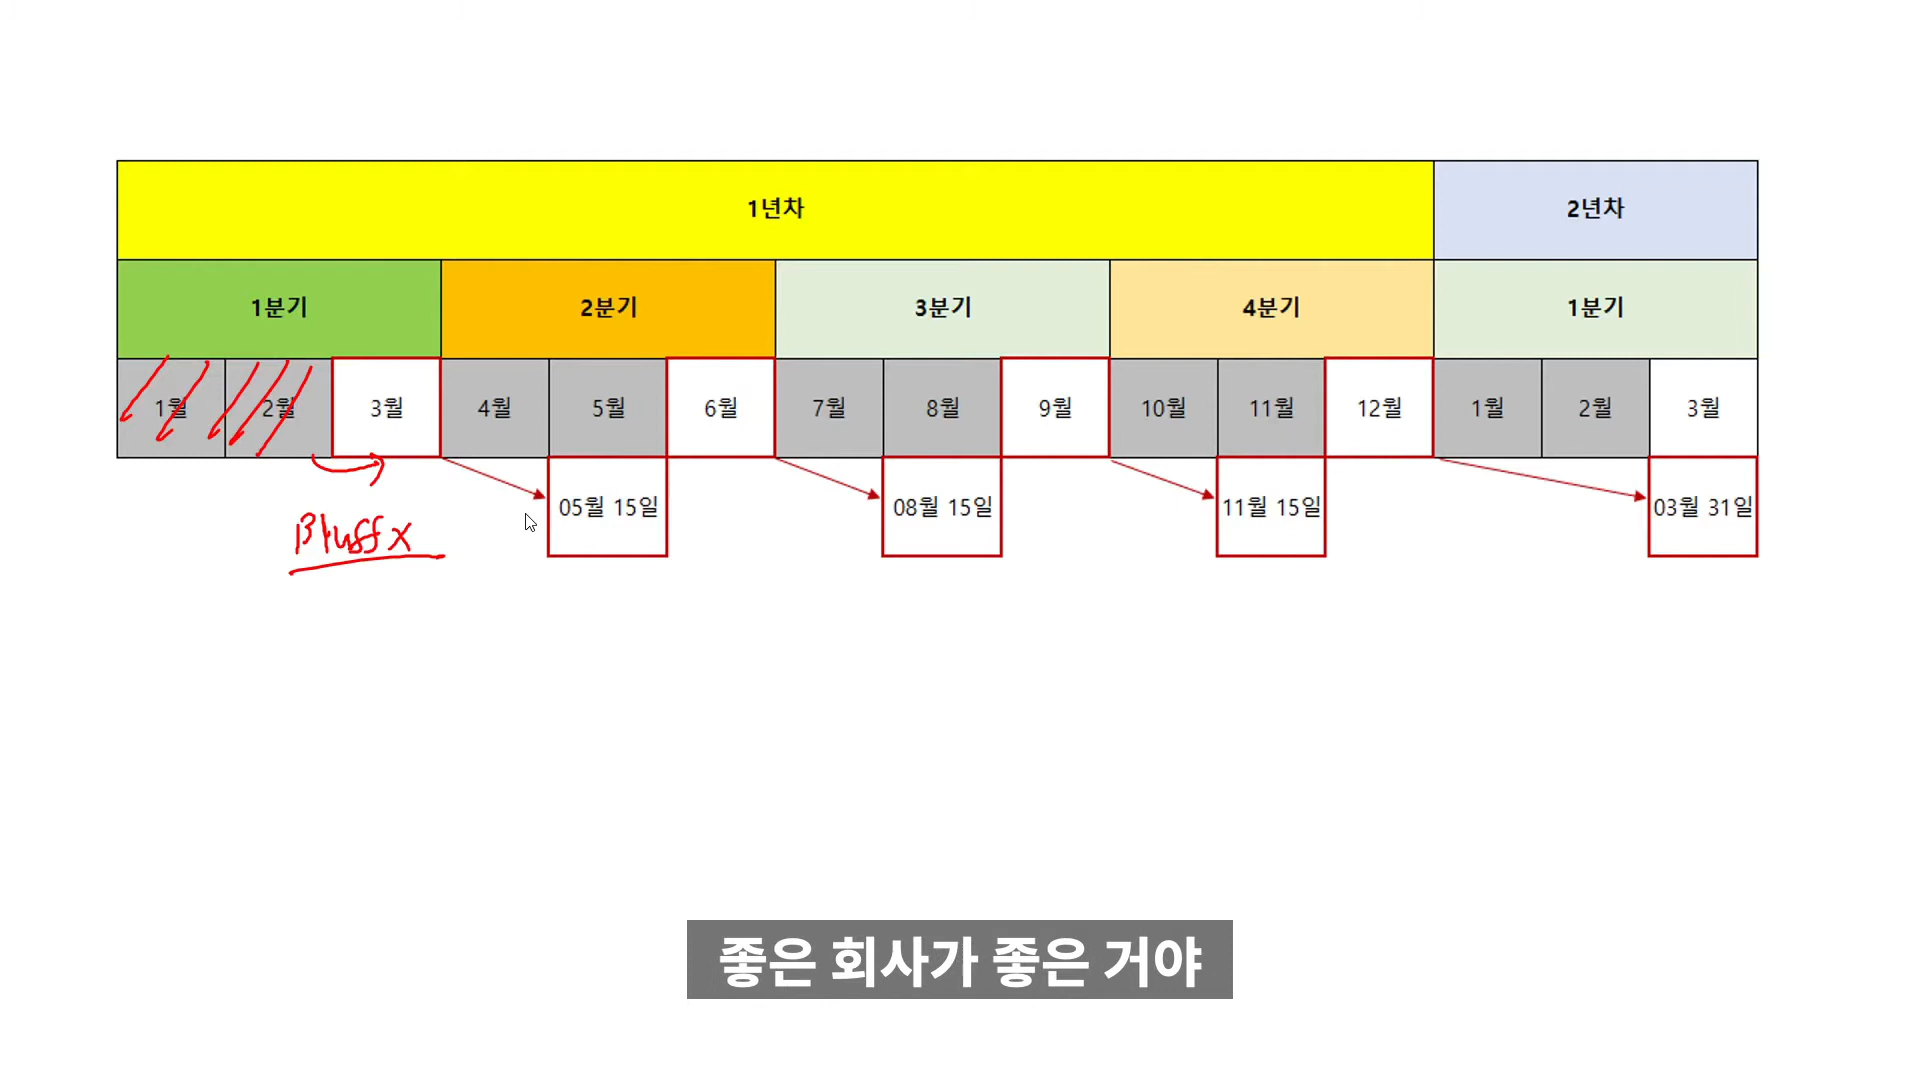 1년차 2년차
1분기 2분기 3분기 4분기 1분기
1월 2월 3월 4월 5월 6월 7월 8월 9월 10월 11월 12월 1월 2월 3월
05월 15일 08월 15일 11월 15일 03월 31일
Bluff x
좋은 회사가 좋은 거야